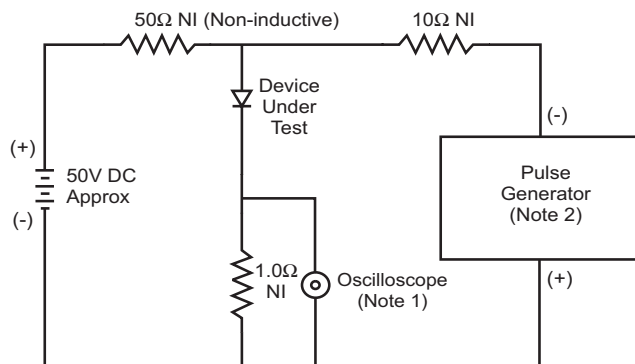 50Ω NI (Non-inductive)
10Ω NI
Device
Under
Test
(-)
(+)
50V DC
Approx
(-)
Pulse
Generator
(Note 2)
1.0Ω
NI
Oscilloscope
(Note 1)
(+)